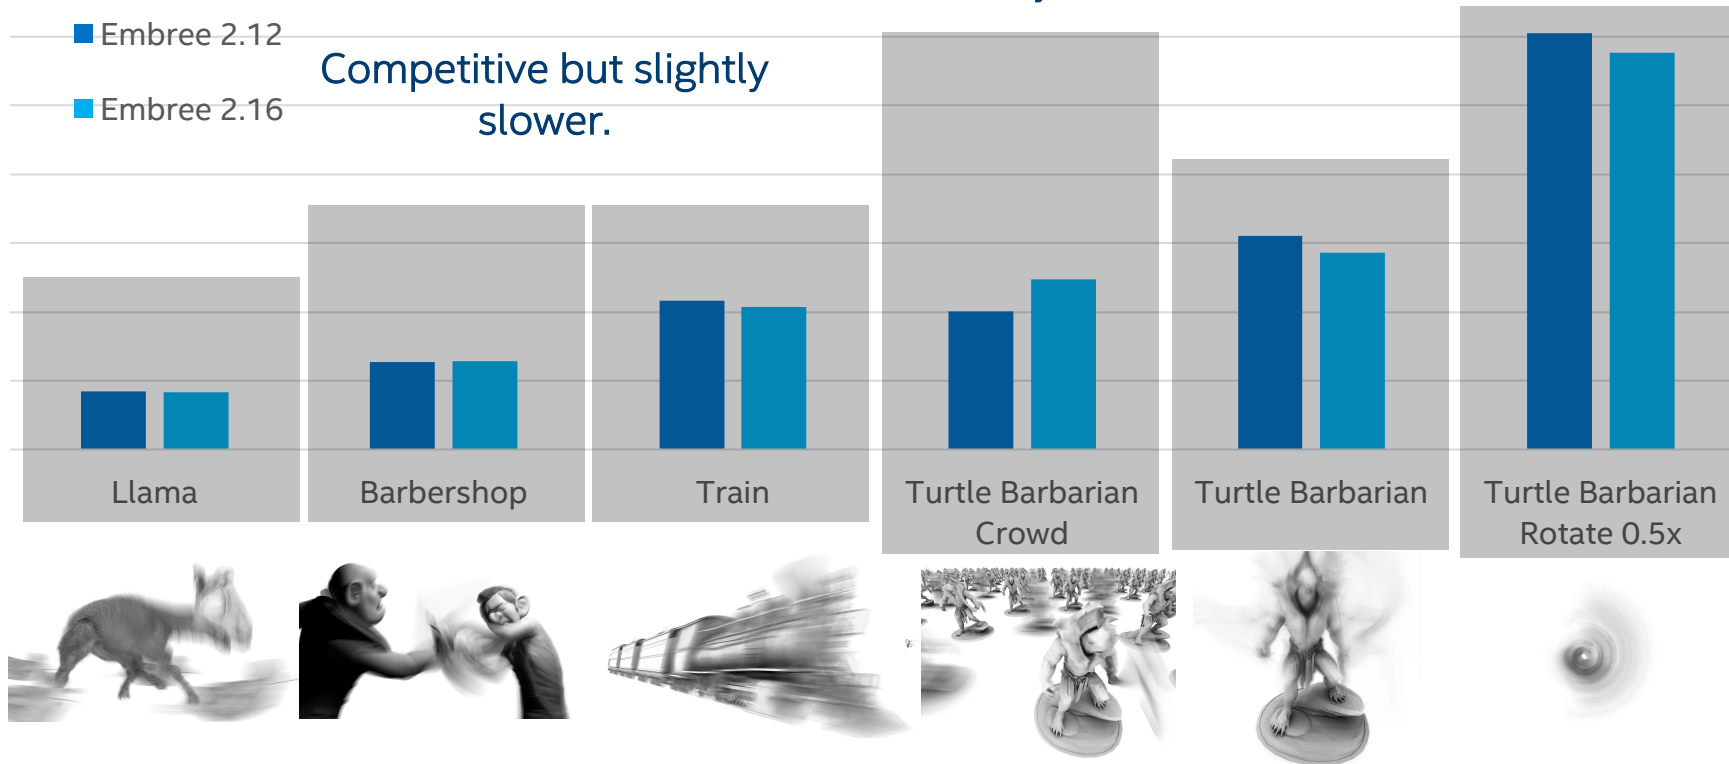 Embree 2.12
Embree 2.16
Competitive but slightly
slower.
Llama
Barbershop
Train
Turtle Barbarian
Crowd
Turtle Barbarian
Turtle Barbarian
Rotate 0.5x